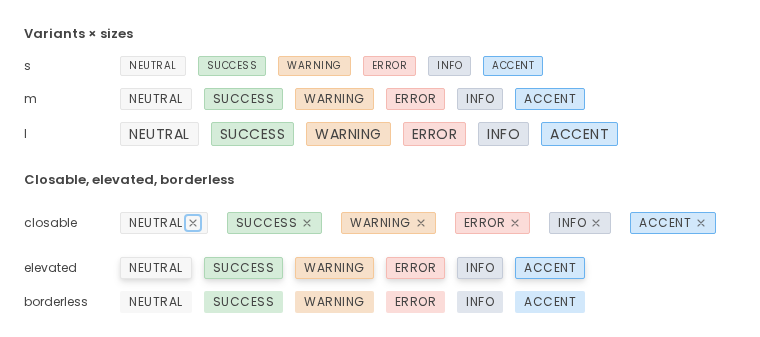 Variants × sizes
s NEUTRAL SUCCESS WARNING ERROR INFO ACCENT
m NEUTRAL SUCCESS WARNING ERROR INFO ACCENT
l NEUTRAL SUCCESS WARNING ERROR INFO ACCENT
Closable, elevated, borderless
closable NEUTRAL × SUCCESS × WARNING × ERROR × INFO × ACCENT ×
elevated NEUTRAL SUCCESS WARNING ERROR INFO ACCENT
borderless NEUTRAL SUCCESS WARNING ERROR INFO ACCENT